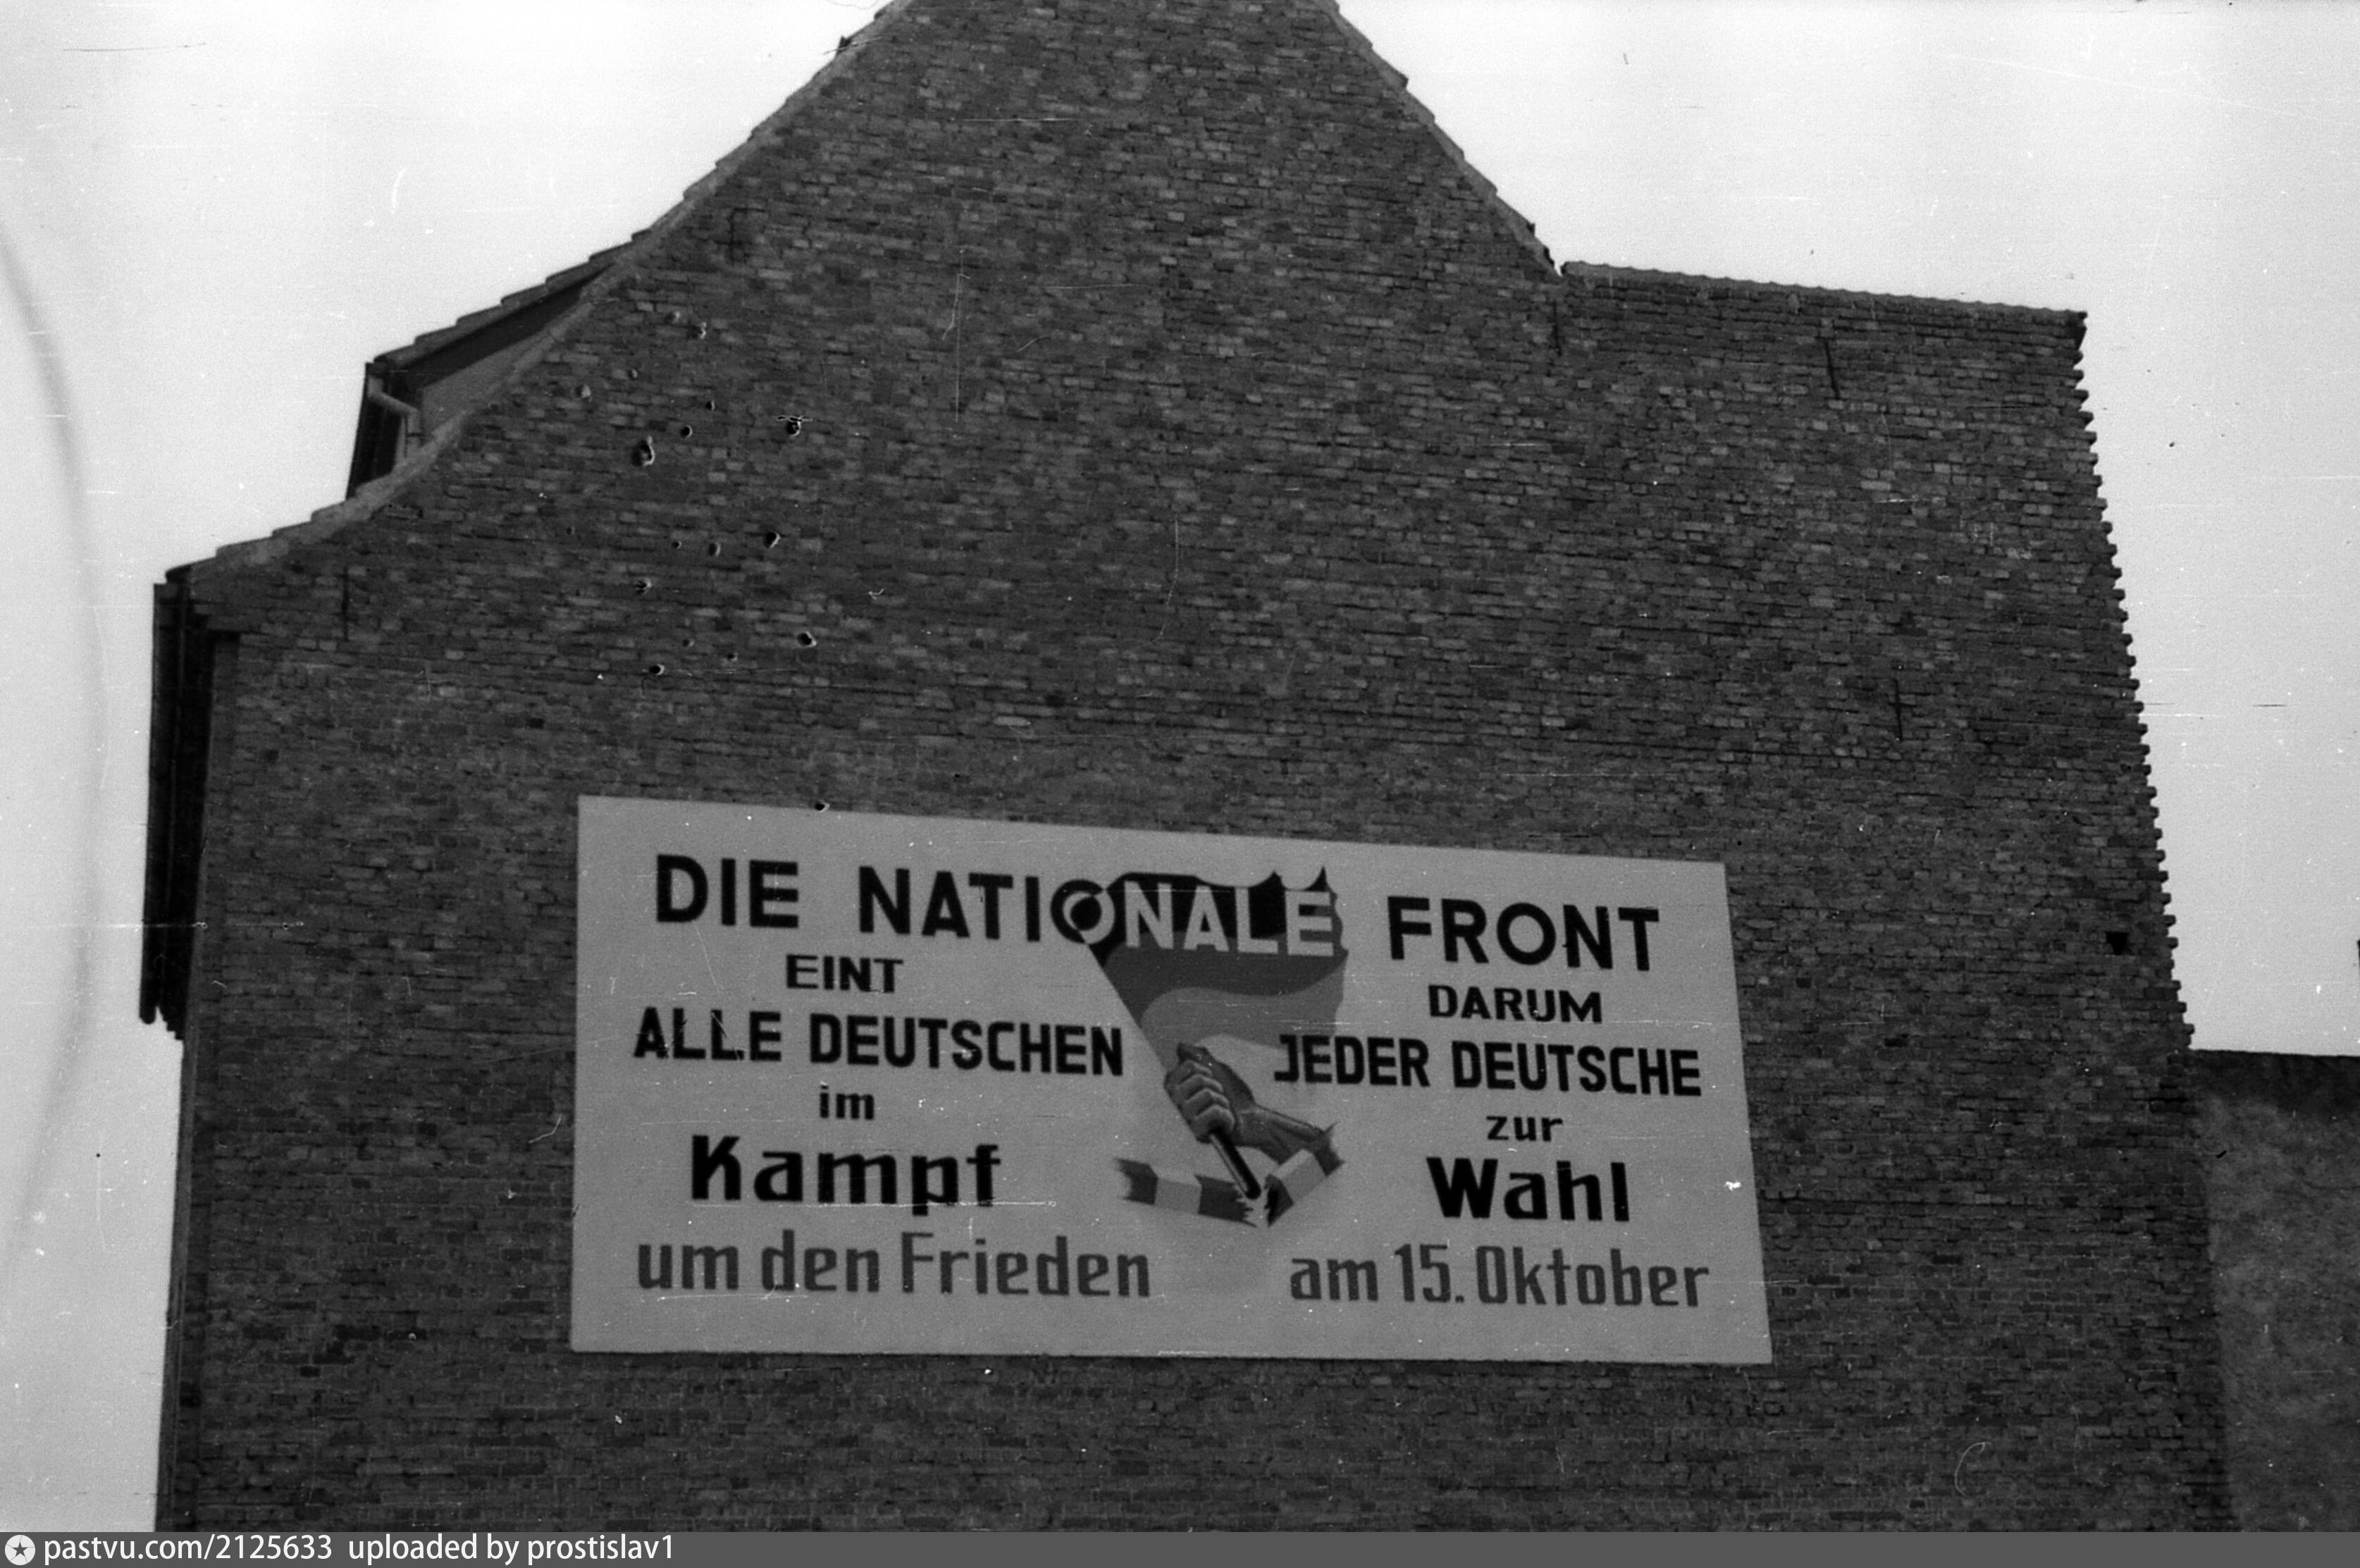 DIE NATIONALE FRONT
EINT
ALLE DEUTSCHEN
im
Kampf
um den Frieden
DARUM
JEDER DEUTSCHE
zur
Wahl
am 15. Oktober
pastvu.com/2125633 uploaded by prostislav1